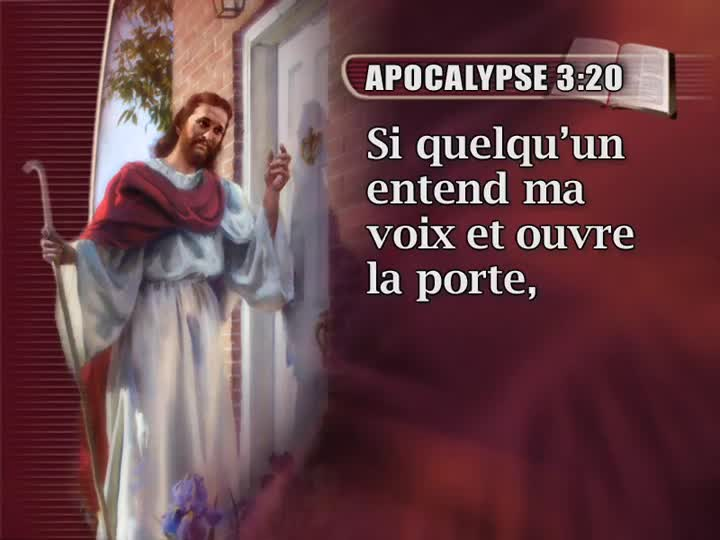 APOCALYPSE 3:20
Si quelqu’un
entend ma
voix et ouvre
la porte,